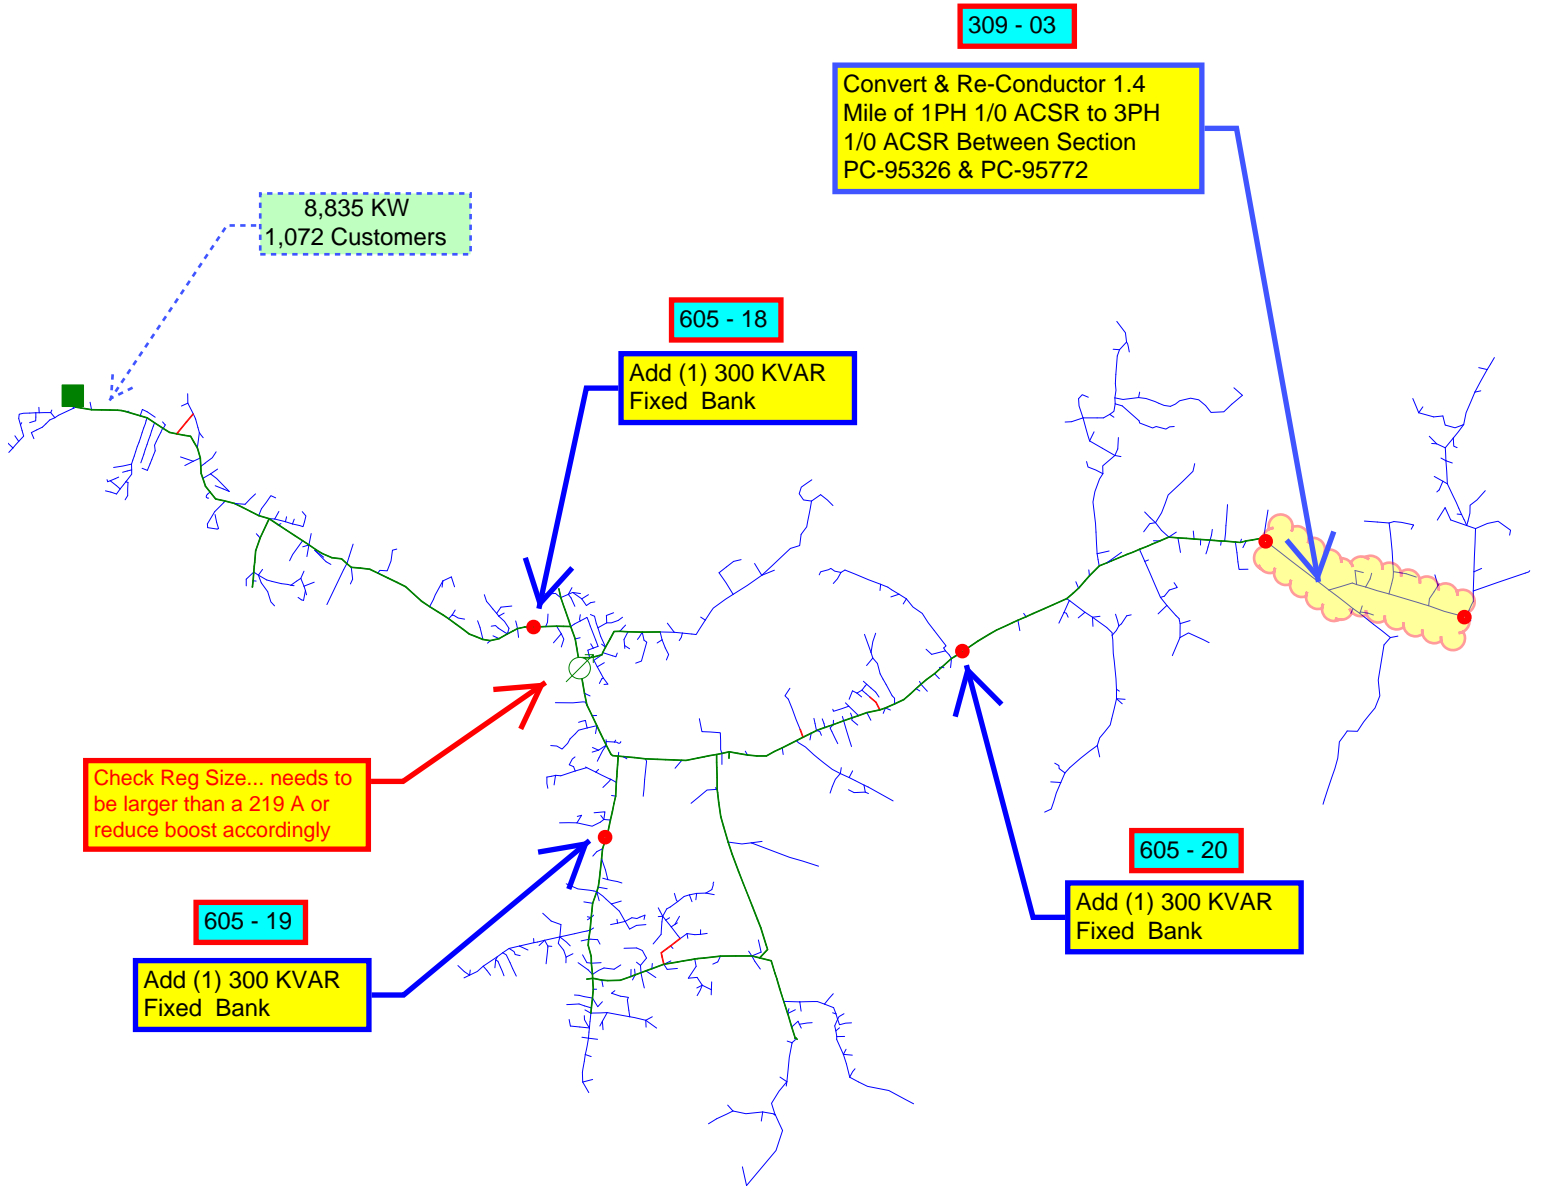 309 - 03
Convert & Re-Conductor 1.4
Mile of 1PH 1/0 ACSR to 3PH
1/0 ACSR Between Section
PC-95326 & PC-95772
8,835 KW
1,072 Customers
605 - 18
Add (1) 300 KVAR
Fixed Bank
Check Reg Size... needs to
be larger than a 219 A or
reduce boost accordingly
605 - 20
Add (1) 300 KVAR
Fixed Bank
605 - 19
Add (1) 300 KVAR
Fixed Bank